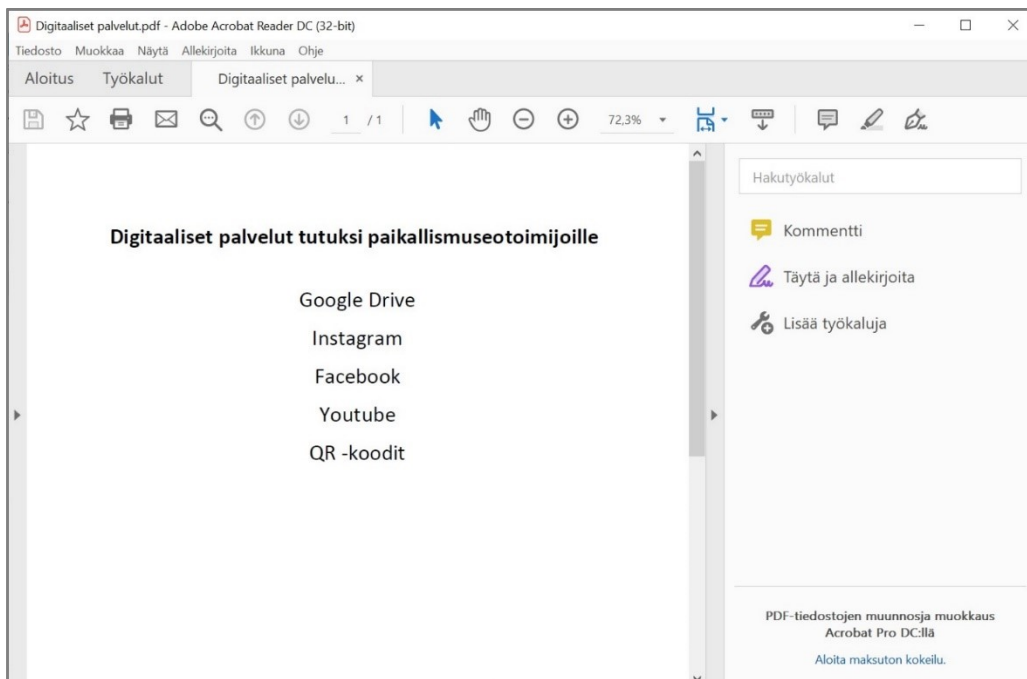 Digitaaliset palvelut.pdf - Adobe Acrobat Reader DC (32-bit)
Tiedosto Muokkaa Näytä Allekirjoita Ikkuna Ohje
Aloitus Työkalut Digitaaliset palvelu... ×
1 / 1 72,3%
Digitaaliset palvelut tutuksi paikallismuseotoimijoille
Google Drive
Instagram
Facebook
Youtube
QR -koodit
Hakutyökalut
Kommentti
Täytä ja allekirjoita
Lisää työkaluja
PDF-tiedostojen muunnosja muokkaus
Acrobat Pro DC:llä
Aloita maksuton kokeilu.